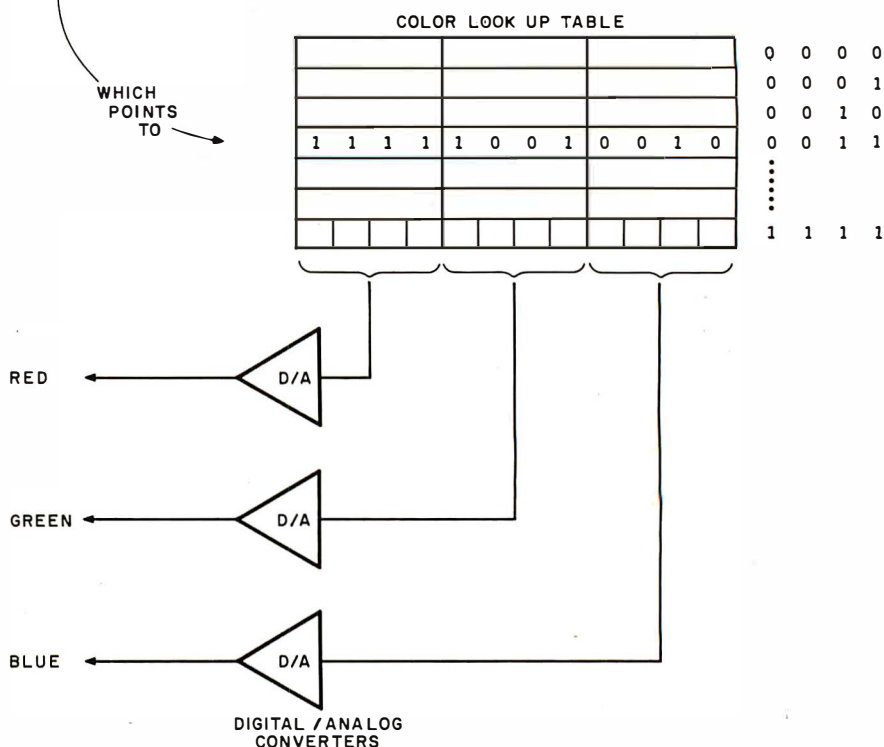 COLOR LOOK UP TABLE
0 0 0 0
0 0 0 1
WHICH
POINTS
TO
0 0 1 0
1 1 1 1 1 0 0 1 0 0 1 0 0 0 1 1
1 1 1 1
RED
D/A
GREEN
D/A
BLUE
D/A
DIGITAL / ANALOG
CONVERTERS